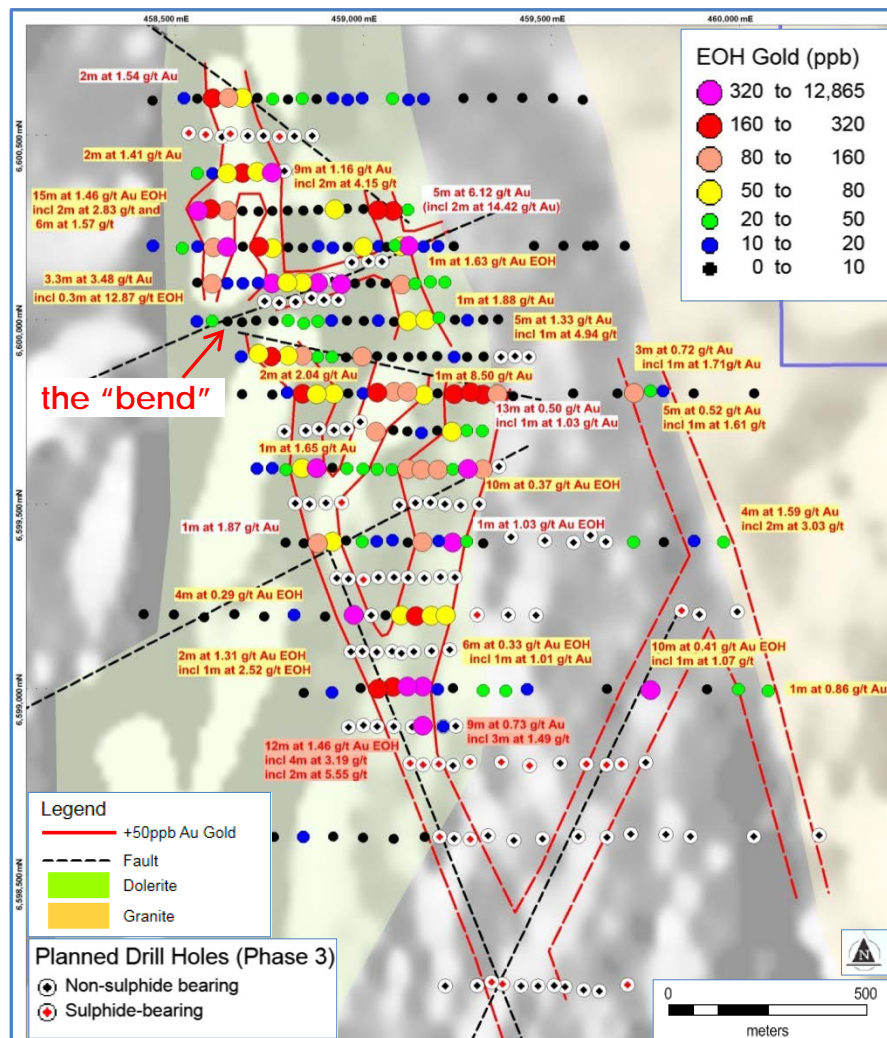 458,500 mE
459,000 mE
459,500 mE
460,000 mE
6,600,500 mN
6,600,000 mN
6,599,500 mN
6,599,000 mN
6,598,500 mN
EOH Gold (ppb)
320 to 12,865
160 to 320
80 to 160
50 to 80
20 to 50
10 to 20
0 to 10
2m at 1.54 g/t Au
2m at 1.41 g/t Au
9m at 1.16 g/t Au
incl 2m at 4.15 g/t
15m at 1.46 g/t Au EOH
incl 2m at 2.83 g/t and
6m at 1.57 g/t
5m at 6.12 g/t Au
(incl 2m at 14.42 g/t Au)
1m at 1.63 g/t Au EOH
3.3m at 3.48 g/t Au
incl 0.3m at 12.87 g/t EOH
1m at 1.88 g/t Au
5m at 1.33 g/t Au
incl 1m at 4.94 g/t
the “bend”
3m at 0.72 g/t Au
incl 1m at 1.71g/t Au
2m at 2.04 g/t Au
1m at 8.50 g/t Au
13m at 0.50 g/t Au
incl 1m at 1.03 g/t Au
5m at 0.52 g/t Au
incl 1m at 1.61 g/t
1m at 1.65 g/t Au
10m at 0.37 g/t Au EOH
1m at 1.87 g/t Au
1m at 1.03 g/t Au EOH
4m at 1.59 g/t Au
incl 2m at 3.03 g/t
4m at 0.29 g/t Au EOH
2m at 1.31 g/t Au EOH
incl 1m at 2.52 g/t EOH
6m at 0.33 g/t Au EOH
incl 1m at 1.01 g/t Au
10m at 0.41 g/t Au EOH
incl 1m at 1.07 g/t
1m at 0.86 g/t Au
12m at 1.46 g/t Au EOH
incl 4m at 3.19 g/t
incl 2m at 5.55 g/t
9m at 0.73 g/t Au
incl 3m at 1.49 g/t
Legend
+50ppb Au Gold
Fault
Dolerite
Granite
Planned Drill Holes (Phase 3)
Non-sulphide bearing
Sulphide-bearing
N
0 500
meters